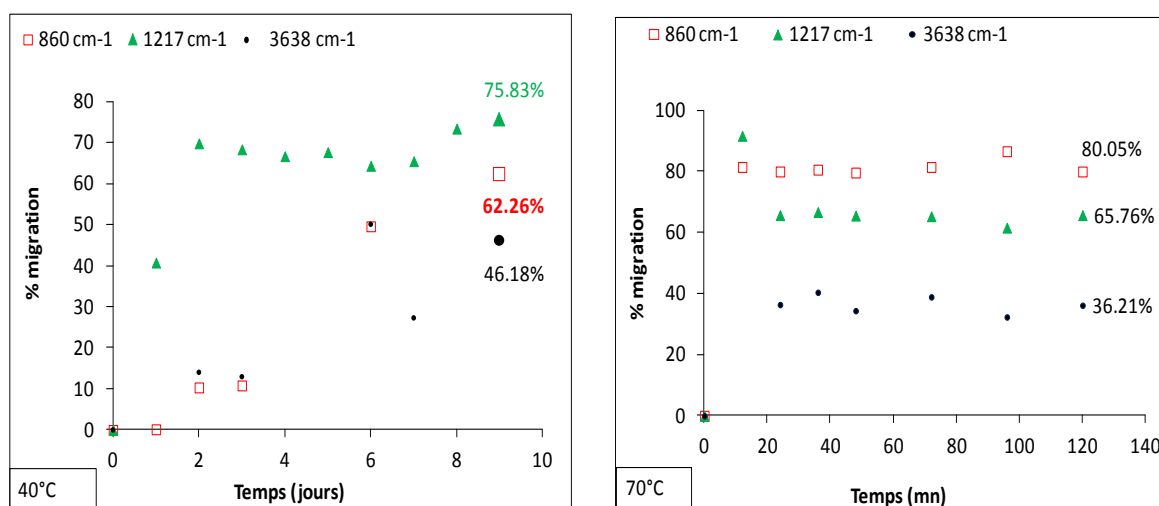 860 cm-1 1217 cm-1 3638 cm-1
75.83%
80
70
60
50
40
30
20
10
0
62.26%
46.18%
% migration
0 2 4 6 8 10
Temps (jours)
40°C
860 cm-1 1217 cm-1 3638 cm-1
100
80
60
40
20
0
80.05%
65.76%
36.21%
% migration
0 20 40 60 80 100 120 140
Temps (mn)
70°C